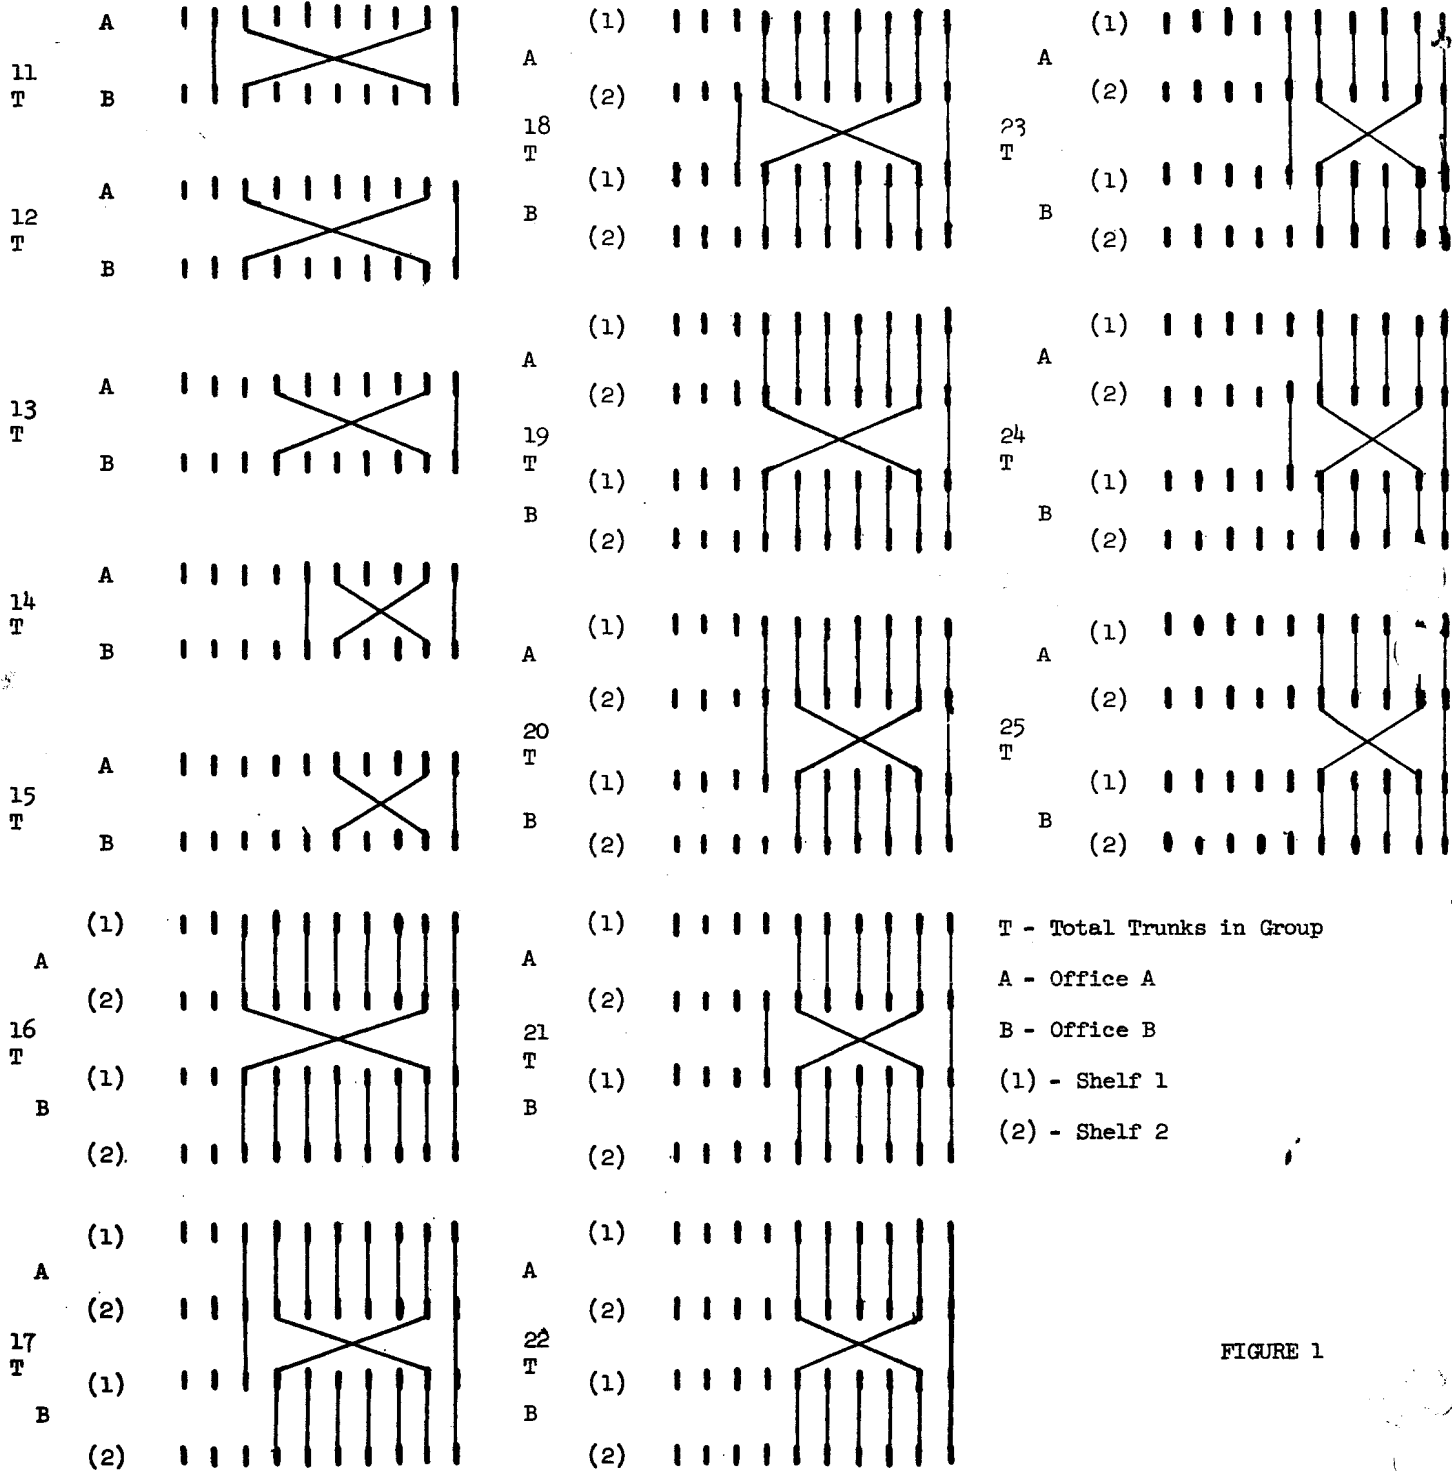 11
T
A
B
12
T
A
B
13
T
A
B
14
T
A
B
15
T
A
B
16
T
A
(1)
(2)
B
(1)
(2).
17
T
A
(1)
(2)
B
(1)
(2)
18
T
A
(1)
(2)
B
(1)
(2)
19
T
A
(1)
(2)
B
(1)
(2)
20
T
A
(1)
(2)
B
(1)
(2)
21
T
A
(1)
(2)
B
(1)
(2)
22
T
A
(1)
(2)
B
(1)
(2)
23
T
A
(1)
(2)
B
(1)
(2)
24
T
A
(1)
(2)
B
(1)
(2)
25
T
A
(1)
(2)
B
(1)
(2)
T - Total Trunks in Group
A - Office A
B - Office B
(1) - Shelf 1
(2) - Shelf 2
FIGURE 1